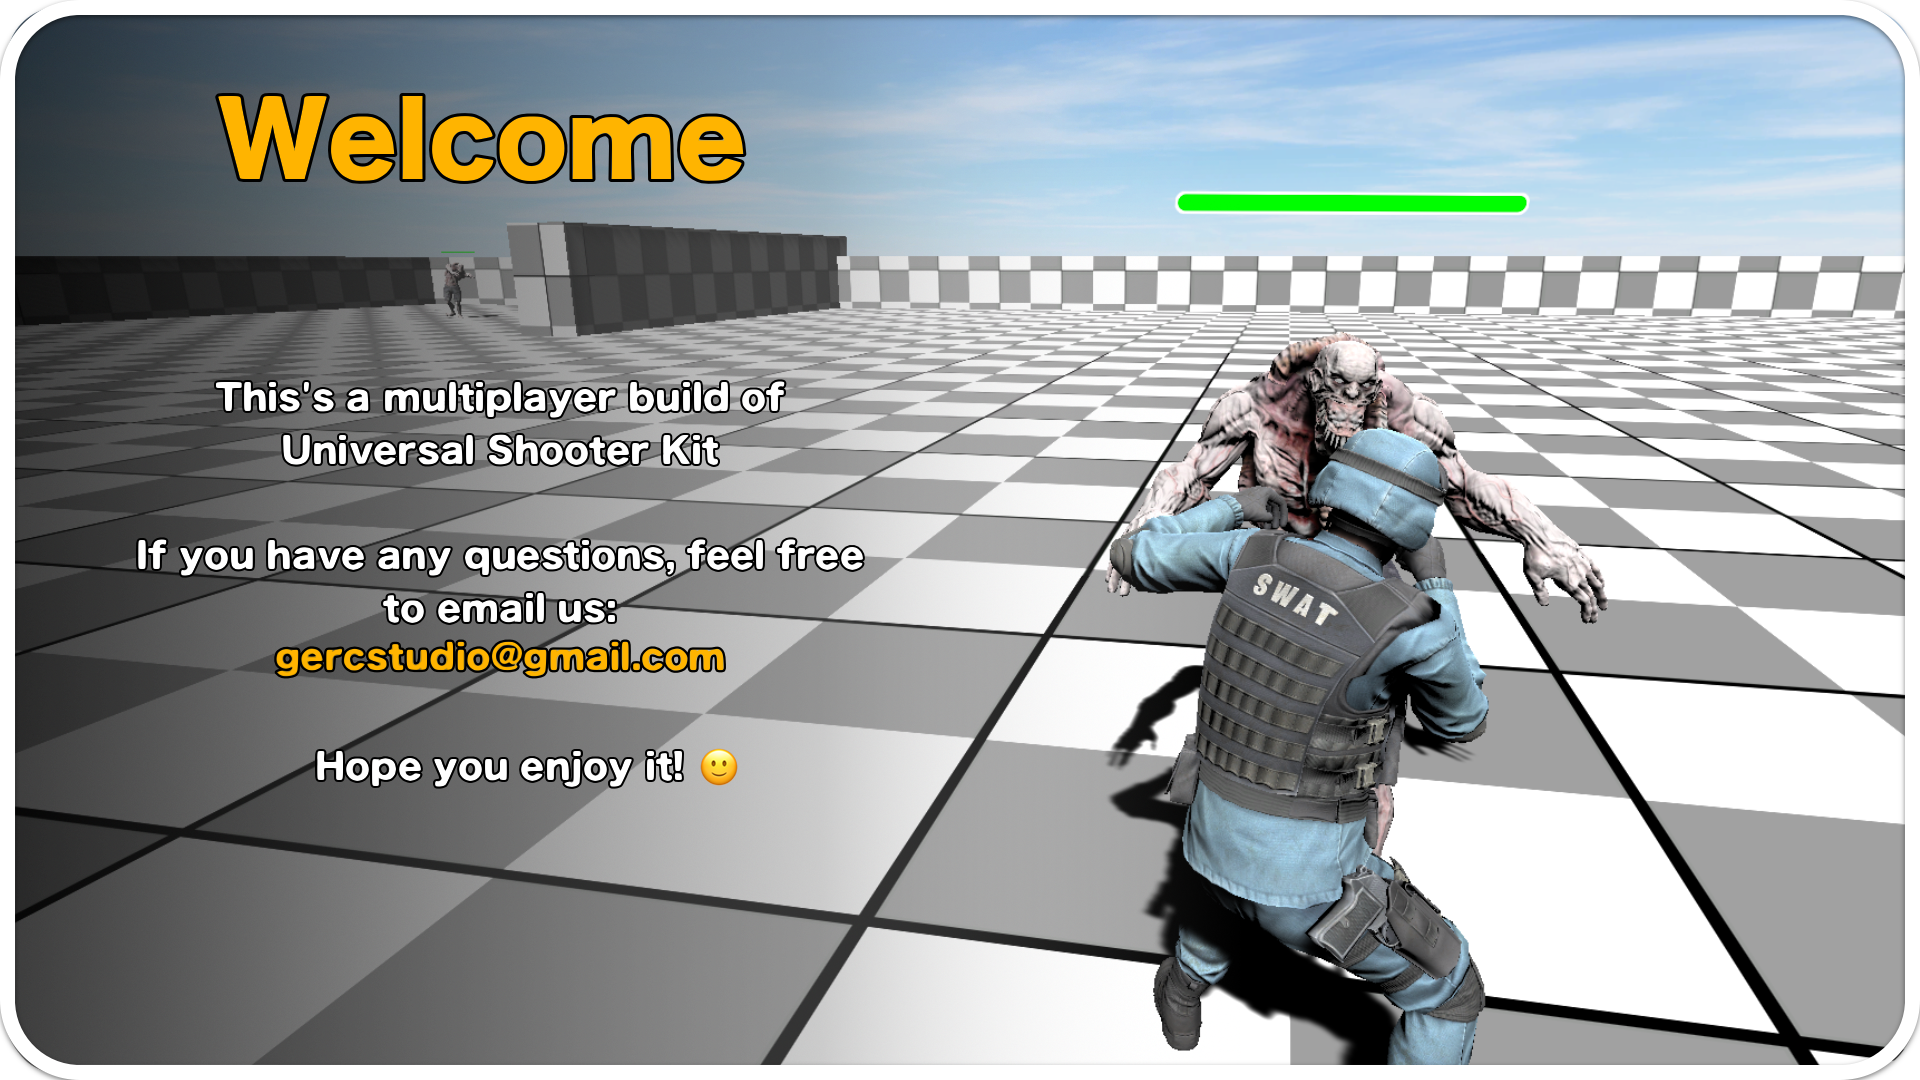 Welcome
This's a multiplayer build of
Universal Shooter Kit
If you have any questions, feel free
to email us:
gercstudio@gmail.com
Hope you enjoy it! 🙂
SWAT